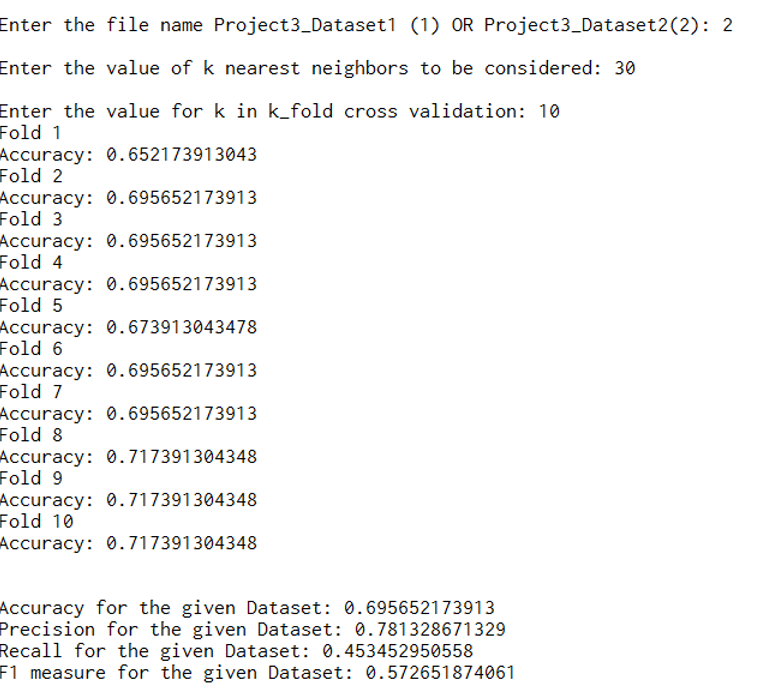 Enter the file name Project3_Dataset1 (1) OR Project3_Dataset2(2): 2
Enter the value of k nearest neighbors to be considered: 30
Enter the value for k in k_fold cross validation: 10
Fold 1
Accuracy: 0.652173913043
Fold 2
Accuracy: 0.695652173913
Fold 3
Accuracy: 0.695652173913
Fold 4
Accuracy: 0.695652173913
Fold 5
Accuracy: 0.673913043478
Fold 6
Accuracy: 0.695652173913
Fold 7
Accuracy: 0.695652173913
Fold 8
Accuracy: 0.717391304348
Fold 9
Accuracy: 0.717391304348
Fold 10
Accuracy: 0.717391304348
Accuracy for the given Dataset: 0.695652173913
Precision for the given Dataset: 0.781328671329
Recall for the given Dataset: 0.453452950558
F1 measure for the given Dataset: 0.572651874061